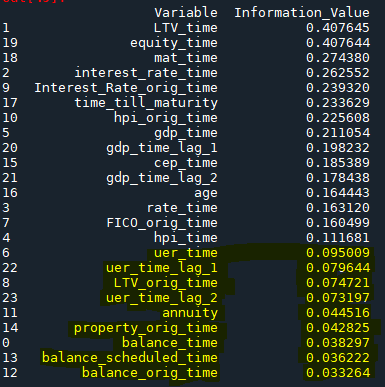 Variable Information_Value
1 LTV_time 0.407645
19 equity_time 0.407644
18 mat_time 0.274380
2 interest_rate_time 0.262552
9 Interest_Rate_orig_time 0.239320
17 time_till_maturity 0.233629
10 hpi_orig_time 0.225608
5 gdp_time 0.211054
20 gdp_time_lag_1 0.198232
15 cep_time 0.185389
21 gdp_time_lag_2 0.178438
16 age 0.164443
3 rate_time 0.163120
7 FICO_orig_time 0.160499
4 hpi_time 0.111681
6 uer_time 0.095009
22 uer_time_lag_1 0.079644
8 LTV_orig_time 0.074721
23 uer_time_lag_2 0.073197
11 annuity 0.044516
14 property_orig_time 0.042825
0 balance_time 0.038297
13 balance_scheduled_time 0.036222
12 balance_orig_time 0.033264